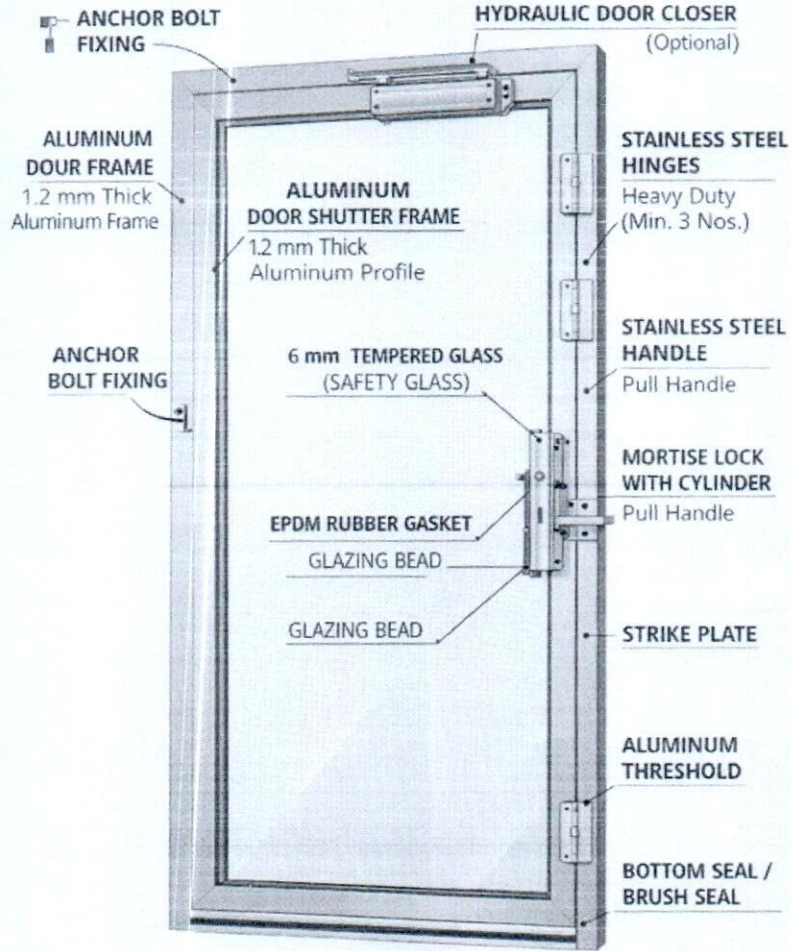 ANCHOR BOLT
FIXING
HYDRAULIC DOOR CLOSER
(Optional)
ALUMINUM
DOUR FRAME
1.2 mm Thick
Aluminum Frame
ALUMINUM
DOOR SHUTTER FRAME
1.2 mm Thick
Aluminum Profile
STAINLESS STEEL
HINGES
Heavy Duty
(Min. 3 Nos.)
ANCHOR
BOLT FIXING
6 mm TEMPERED GLASS
(SAFETY GLASS)
STAINLESS STEEL
HANDLE
Pull Handle
MORTISE LOCK
WITH CYLINDER
Pull Handle
EPDM RUBBER GASKET
GLAZING BEAD
GLAZING BEAD
STRIKE PLATE
ALUMINUM
THRESHOLD
BOTTOM SEAL /
BRUSH SEAL